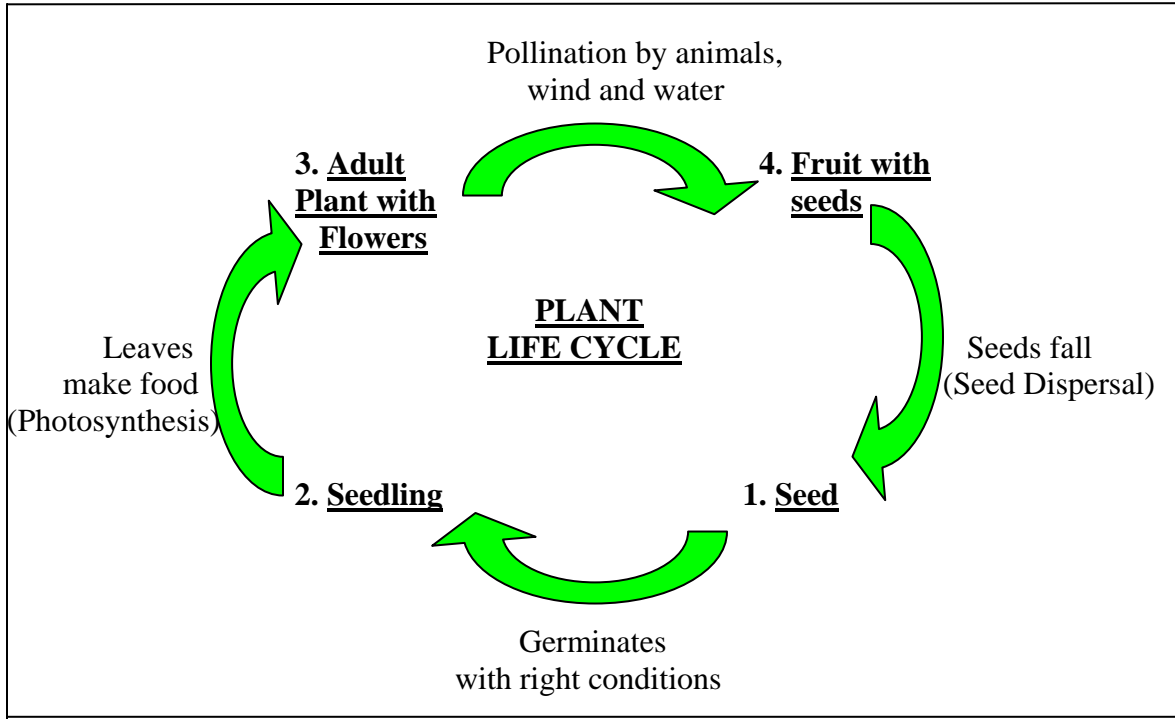 Pollination by animals,
wind and water
3. Adult
Plant with
Flowers
4. Fruit with
seeds
PLANT
LIFE CYCLE
Leaves
make food
(Photosynthesis)
Seeds fall
(Seed Dispersal)
2. Seedling
1. Seed
Germinates
with right conditions